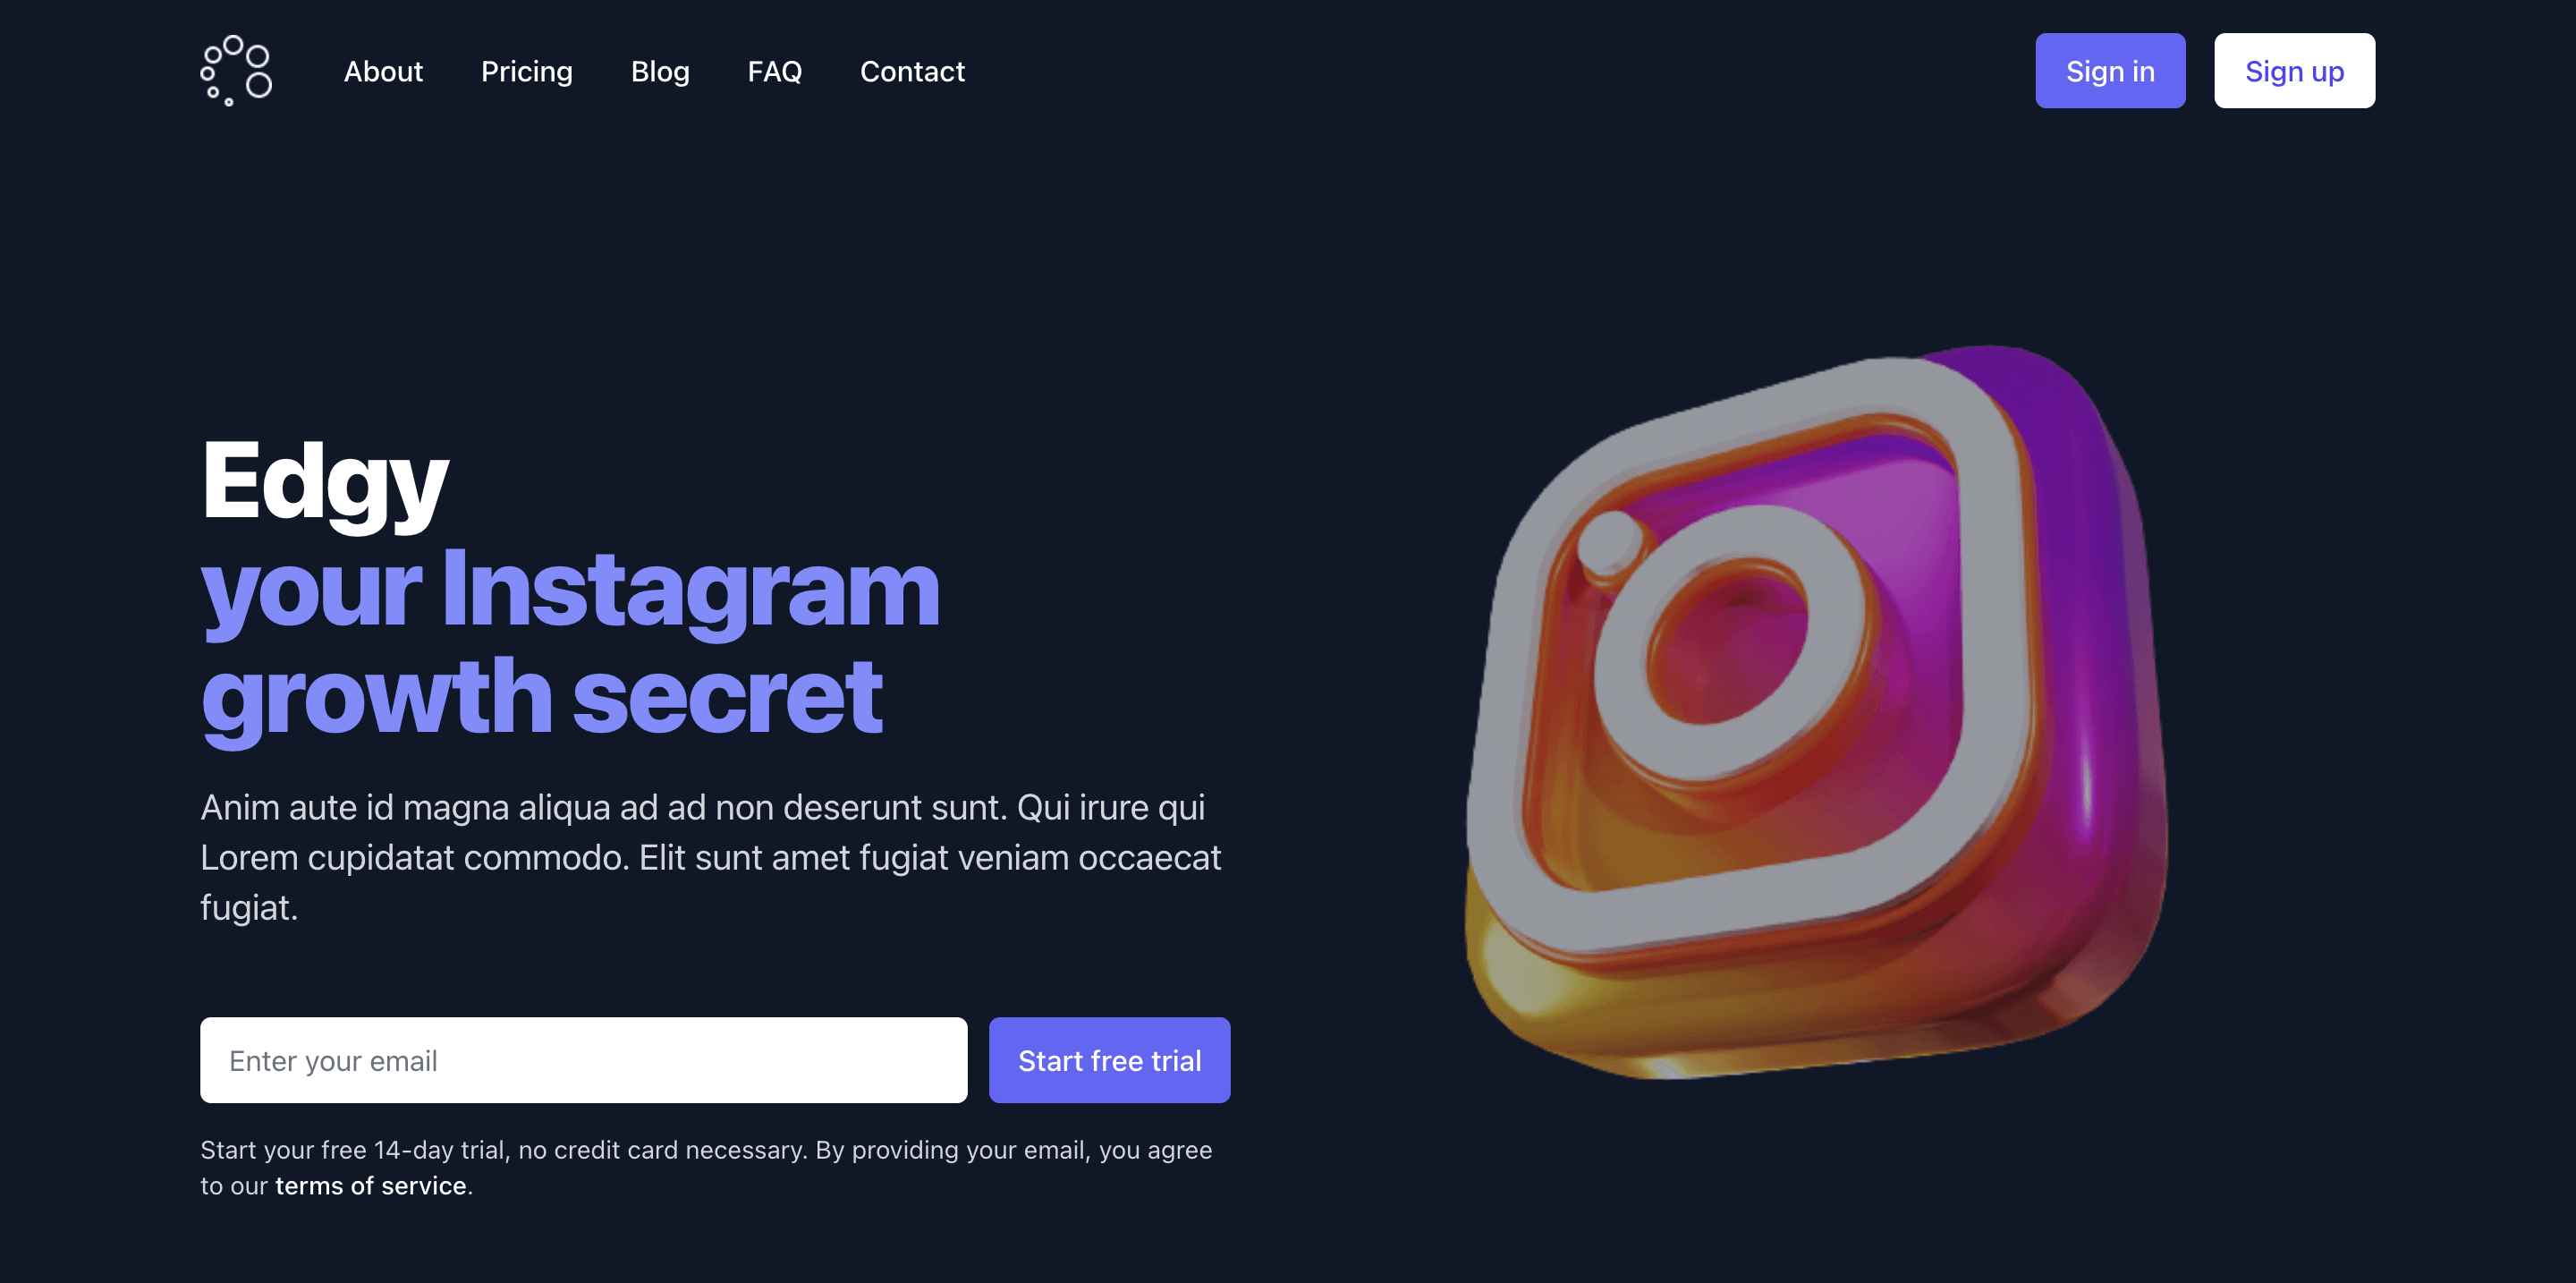 About Pricing Blog FAQ Contact Sign in Sign up
Edgy
your Instagram
growth secret
Anim aute id magna aliqua ad ad non deserunt sunt. Qui irure qui
Lorem cupidatat commodo. Elit sunt amet fugiat veniam occaecat
fugiat.
Enter your email Start free trial
Start your free 14-day trial, no credit card necessary. By providing your email, you agree
to our terms of service.